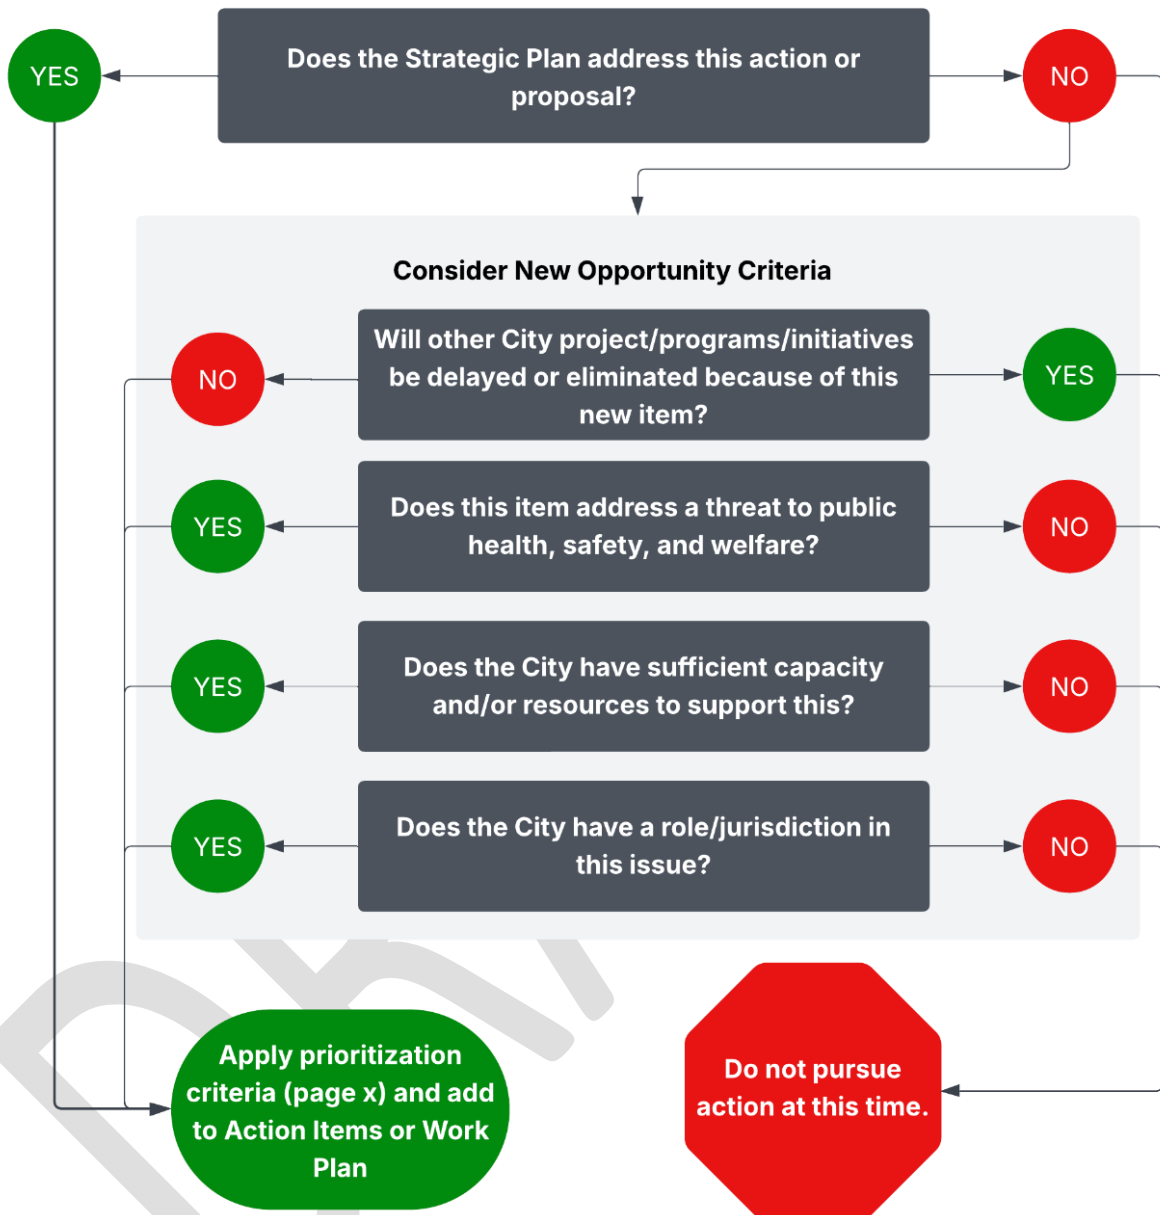 YES
Does the Strategic Plan address this action or
proposal?
NO
Consider New Opportunity Criteria
NO
Will other City project/programs/initiatives
be delayed or eliminated because of this
new item?
YES
YES
Does this item address a threat to public
health, safety, and welfare?
NO
YES
Does the City have sufficient capacity
and/or resources to support this?
NO
YES
Does the City have a role/jurisdiction in
this issue?
NO
Apply prioritization
criteria (page x) and add
to Action Items or Work
Plan
Do not pursue
action at this time.